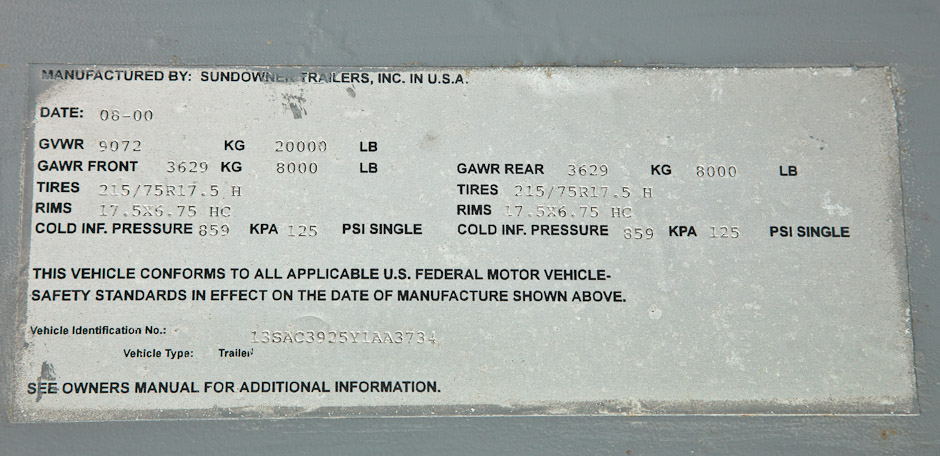 MANUFACTURED BY: SUNDOWNER TRAILERS, INC. IN U.S.A.
DATE: 08-00
GVWR 9072 KG 20000 LB
GAWR FRONT 3629 KG 8000 LB GAWR REAR 3629 KG 8000 LB
TIRES 215/75R17.5 H TIRES 215/75R17.5 H
RIMS 17.5X6.75 HC RIMS 17.5X6.75 HC
COLD INF. PRESSURE 859 KPA 125 PSI SINGLE COLD INF. PRESSURE 859 KPA 125 PSI SINGLE
THIS VEHICLE CONFORMS TO ALL APPLICABLE U.S. FEDERAL MOTOR VEHICLE-
SAFETY STANDARDS IN EFFECT ON THE DATE OF MANUFACTURE SHOWN ABOVE.
Vehicle Identification No.: 13SAC3925Y1AA3734
Vehicle Type: Trailer
SEE OWNERS MANUAL FOR ADDITIONAL INFORMATION.